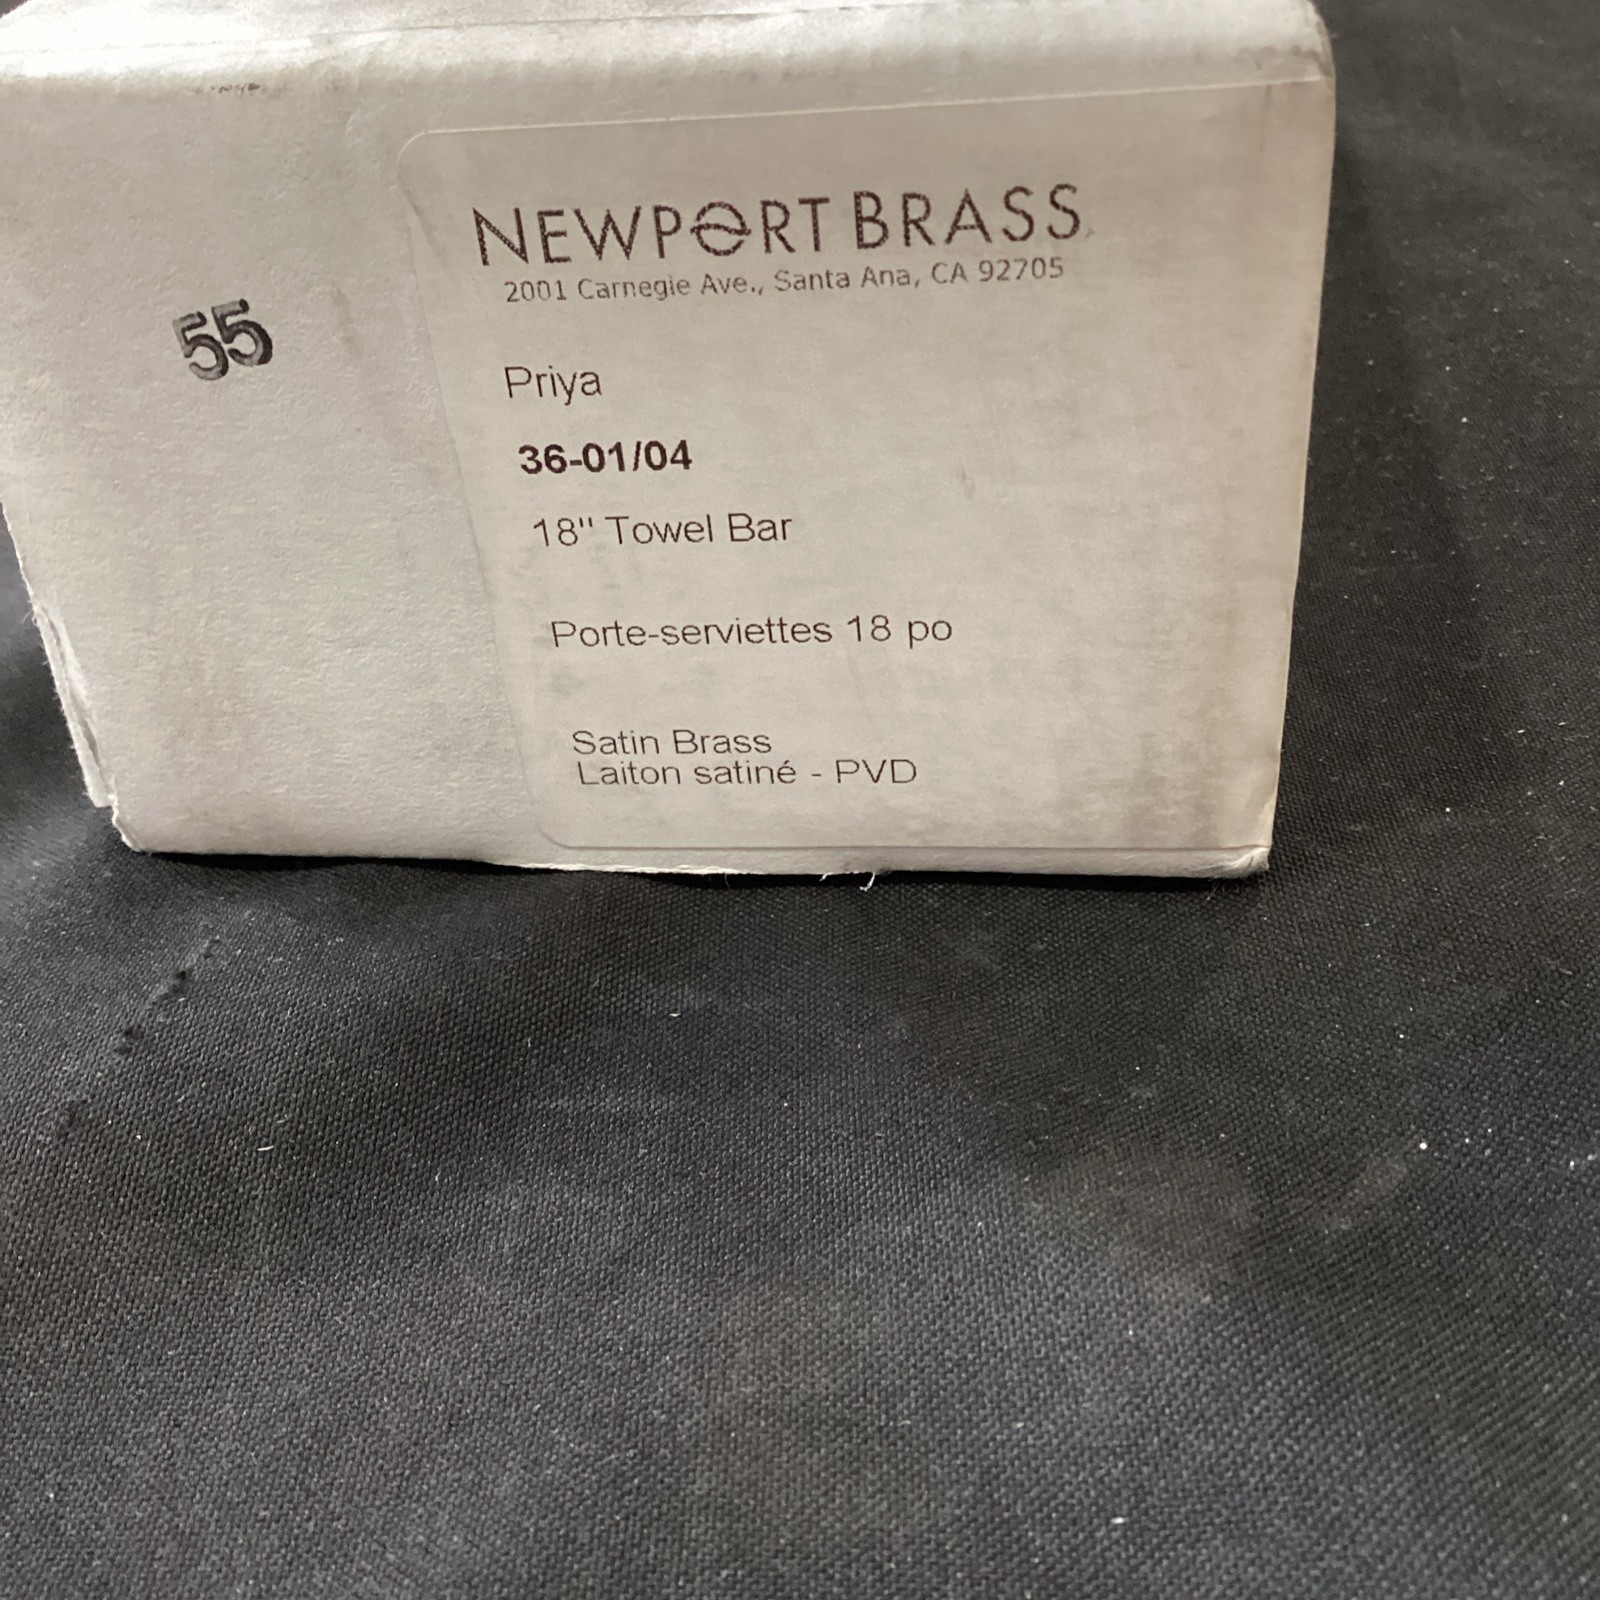 55
NEWPORT BRASS
2001 Carnegie Ave., Santa Ana, CA 92705
Priya
36-01/04
18" Towel Bar
Porte-serviettes 18 po
Satin Brass
Laiton satiné - PVD